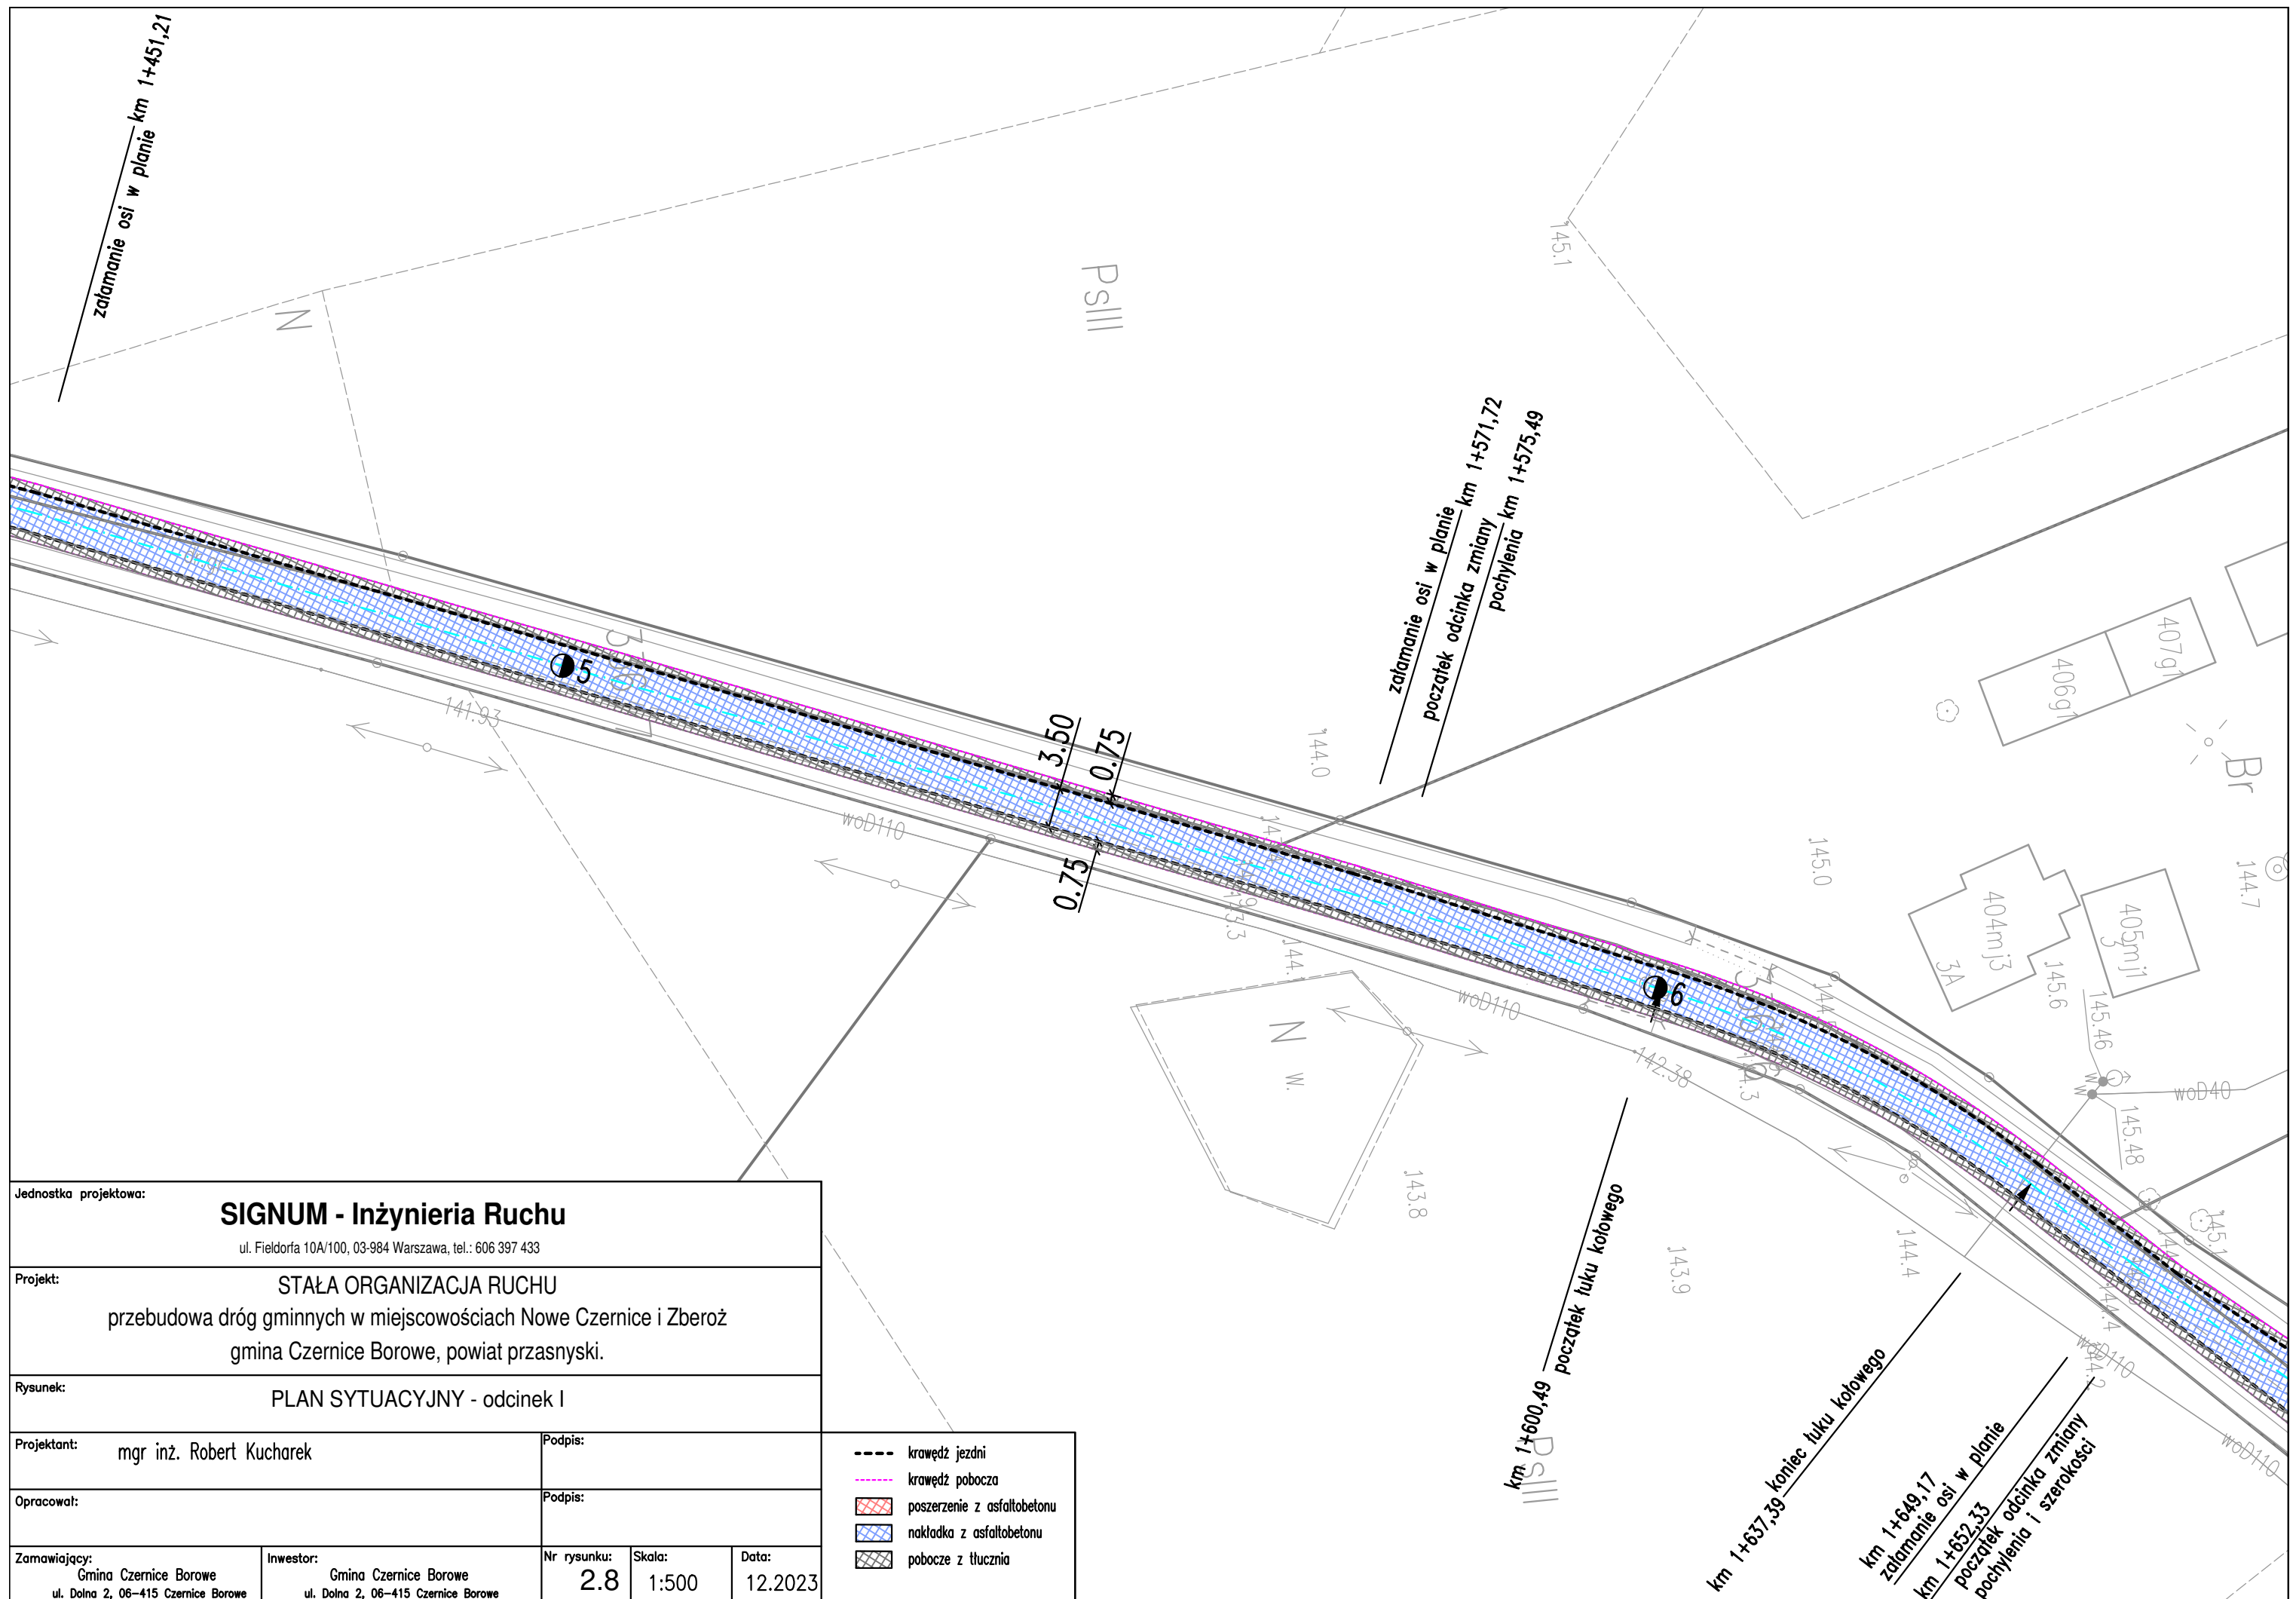 km 1+451,21
załamanie osi w planie
N
PsIII
145.1
załamanie osi w planie
km 1+571,72
początek odcinka zmiany
km 1+575,49
pochylenia
407g1
406g1
Br
5
141.93
3.50
0.75
0.75
144.0
woD110
145.0
144.7
404mj3
3A
405mj1
3
145.6
145.46
6
woD110
142.38
N
w.
woD40
145.48
143.8
143.9
144.4
145.1
woD110
woD110
km 1+600,49
początek łuku kołowego
PsIII
km 1+637,39
koniec łuku kołowego
km 1+649,17
załamanie osi w planie
km 1+652,33
początek odcinka zmiany
pochylenia i szerokości
Jednostka projektowa:
SIGNUM - Inżynieria Ruchu
ul. Fieldorfa 10A/100, 03-984 Warszawa, tel.: 606 397 433
Projekt:
STAŁA ORGANIZACJA RUCHU
przebudowa dróg gminnych w miejscowościach Nowe Czernice i Zberoż
gmina Czernice Borowe, powiat przasnyski.
Rysunek:
PLAN SYTUACYJNY - odcinek I
Projektant:
mgr inż. Robert Kucharek
Podpis:
Opracował:
Podpis:
Zamawiający:
Gmina Czernice Borowe
ul. Dolna 2, 06-415 Czernice Borowe
Inwestor:
Gmina Czernice Borowe
ul. Dolna 2, 06-415 Czernice Borowe
Nr rysunku:
2.8
Skala:
1:500
Data:
12.2023
krawędź jezdni
krawędź pobocza
poszerzenie z asfaltobetonu
nakładka z asfaltobetonu
pobocze z tłucznia